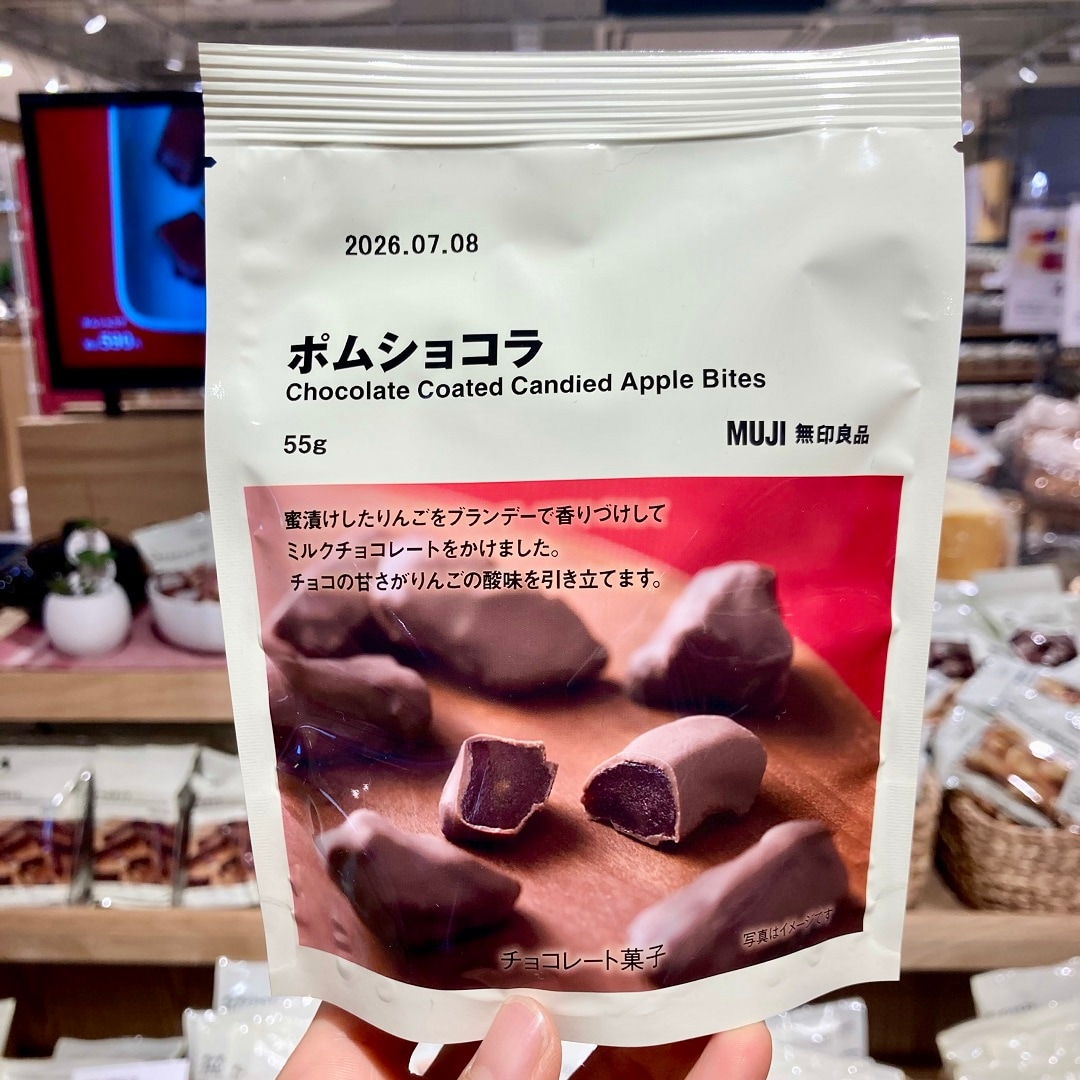 2026.07.08
ポムショコラ
Chocolate Coated Candied Apple Bites
55g
MUJI 無印良品
蜜漬けしたりんごをブランデーで香りづけして
ミルクチョコレートをかけました。
チョコの甘さがりんごの酸味を引き立てます。
写真はイメージです
チョコレート菓子